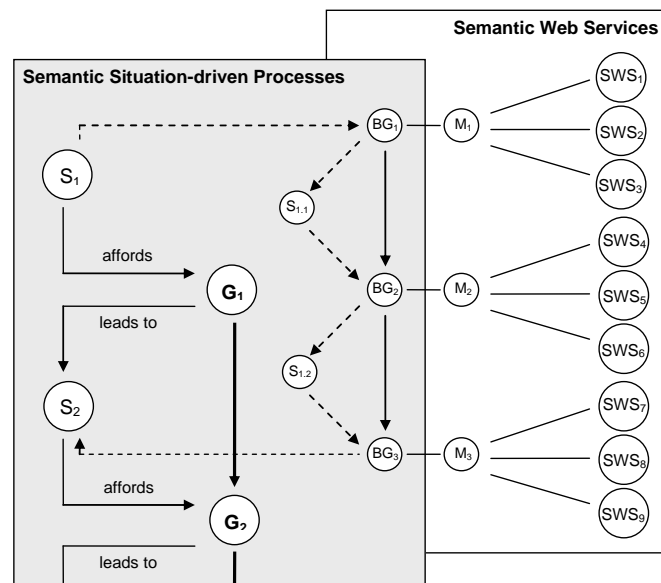 Semantic Web Services
Semantic Situation-driven Processes
SWS1
BG1
M1
SWS2
S1
SWS3
S1.1
SWS4
affords
G1
BG2
M2
SWS5
leads to
SWS6
S1.2
S2
SWS7
BG3
M3
SWS8
affords
SWS9
G2
leads to